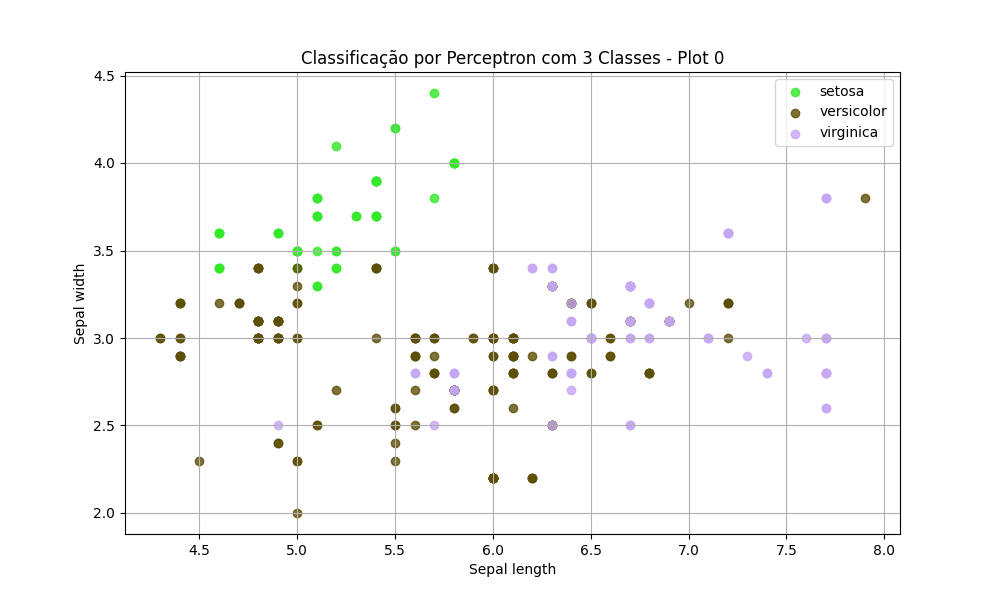 Classificação por Perceptron com 3 Classes - Plot 0
setosa
versicolor
virginica
Sepal width
4.5
4.0
3.5
3.0
2.5
2.0
4.5 5.0 5.5 6.0 6.5 7.0 7.5 8.0
Sepal length